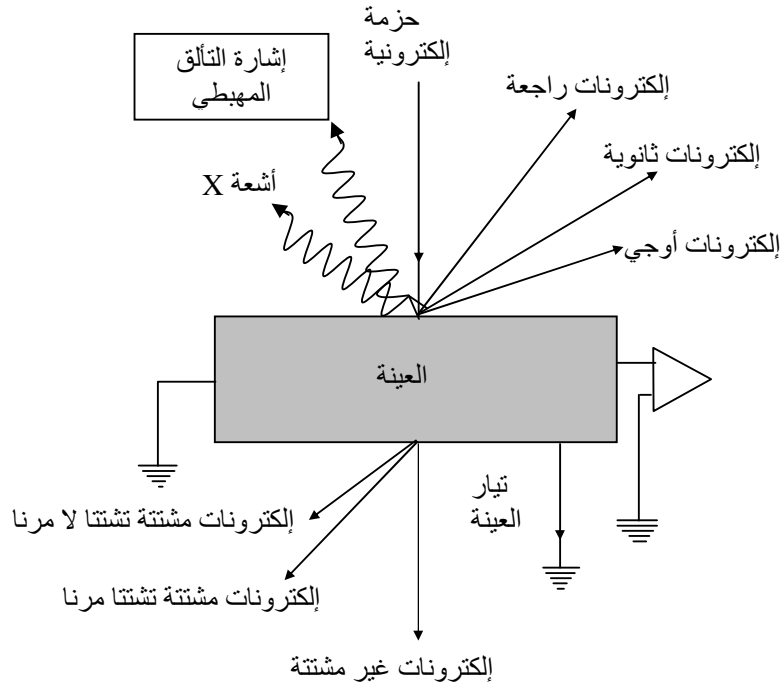 حزمة
إلكترونية
إشارة التألق
المهبطي
إلكترونات راجعة
إلكترونات ثانوية
أشعة X
إلكترونات أوجي
العينة
تيار
العينة
إلكترونات مشتتة تشتتا لا مرنا
إلكترونات مشتتة تشتتا مرنا
إلكترونات غير مشتتة